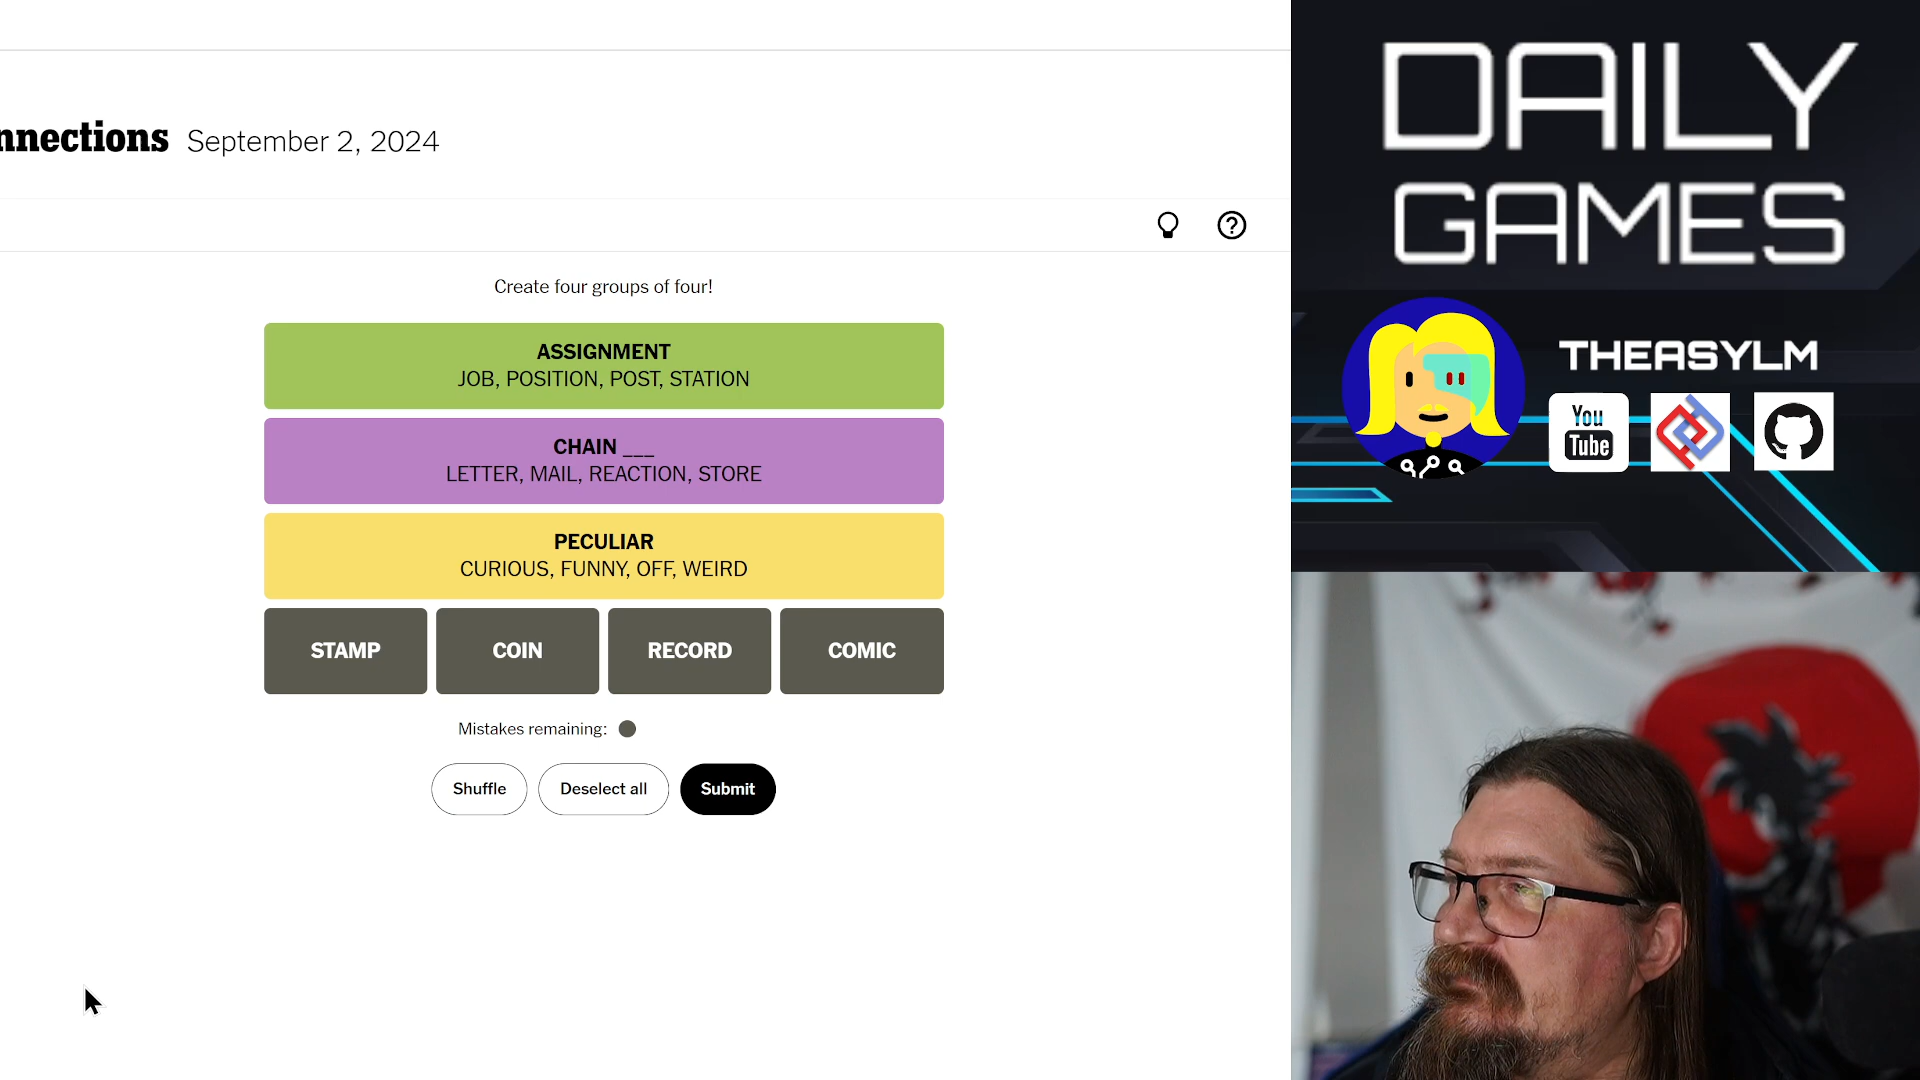 nnections September 2, 2024
Create four groups of four!
ASSIGNMENT
JOB, POSITION, POST, STATION
CHAIN ___
LETTER, MAIL, REACTION, STORE
PECULIAR
CURIOUS, FUNNY, OFF, WEIRD
STAMP COIN RECORD COMIC
Mistakes remaining:
Shuffle Deselect all Submit
DAILY
GAMES
THEASYLM
You
Tube